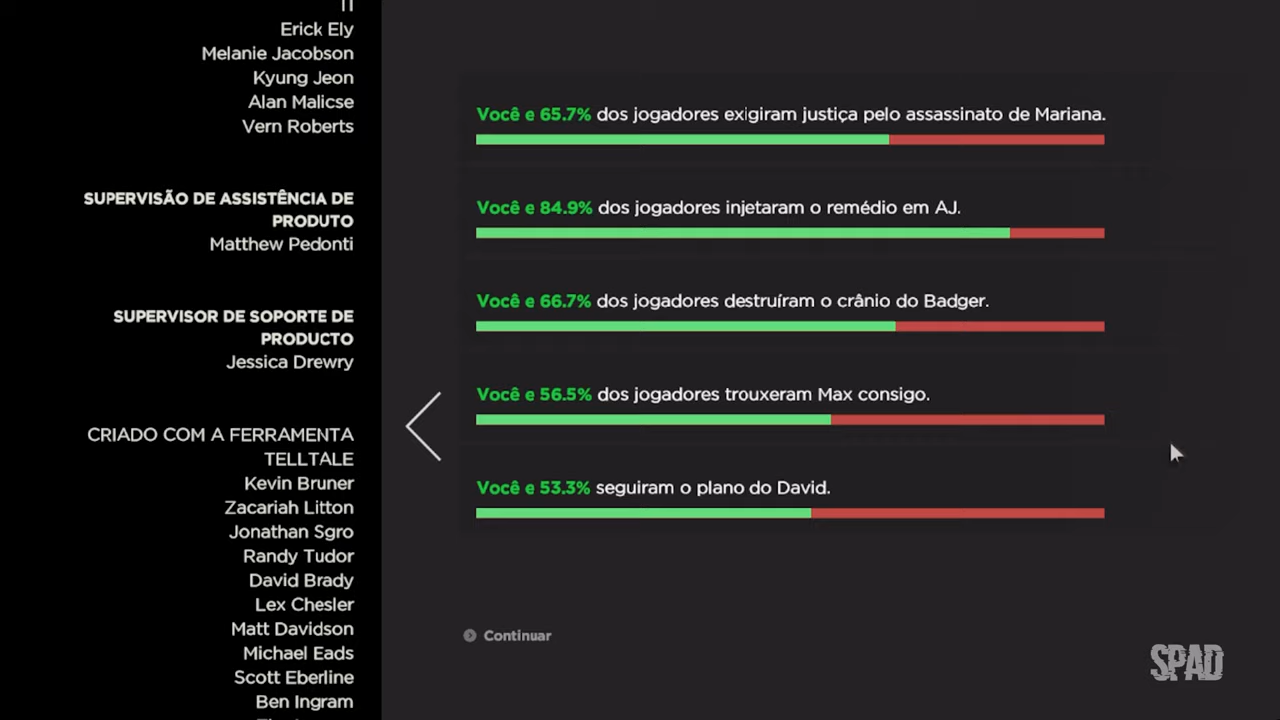 Erick Ely
Melanie Jacobson
Kyung Jeon
Alan Malicse
Vern Roberts
SUPERVISÃO DE ASSISTÊNCIA DE
PRODUTO
Matthew Pedonti
SUPERVISOR DE SOPORTE DE
PRODUCTO
Jessica Drewry
CRIADO COM A FERRAMENTA
TELLTALE
Kevin Bruner
Zacariah Litton
Jonathan Sgro
Randy Tudor
David Brady
Lex Chesler
Matt Davidson
Michael Eads
Scott Eberline
Ben Ingram
Você e 65.7% dos jogadores exigiram justiça pelo assassinato de Mariana.
Você e 84.9% dos jogadores injetaram o remédio em AJ.
Você e 66.7% dos jogadores destruíram o crânio do Badger.
Você e 56.5% dos jogadores trouxeram Max consigo.
Você e 53.3% seguiram o plano do David.
Continuar
SPAD